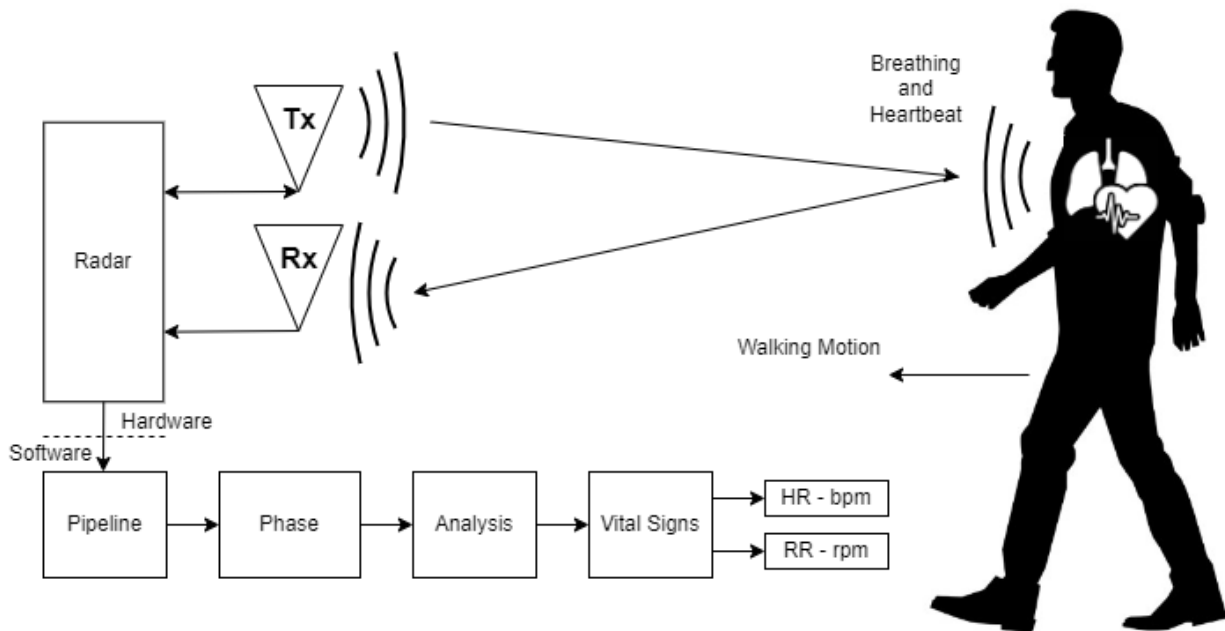 Breathing
and
Heartbeat
Tx
Radar
Rx
Walking Motion
Hardware
Software
Pipeline
Phase
Analysis
Vital Signs
HR - bpm
RR - rpm